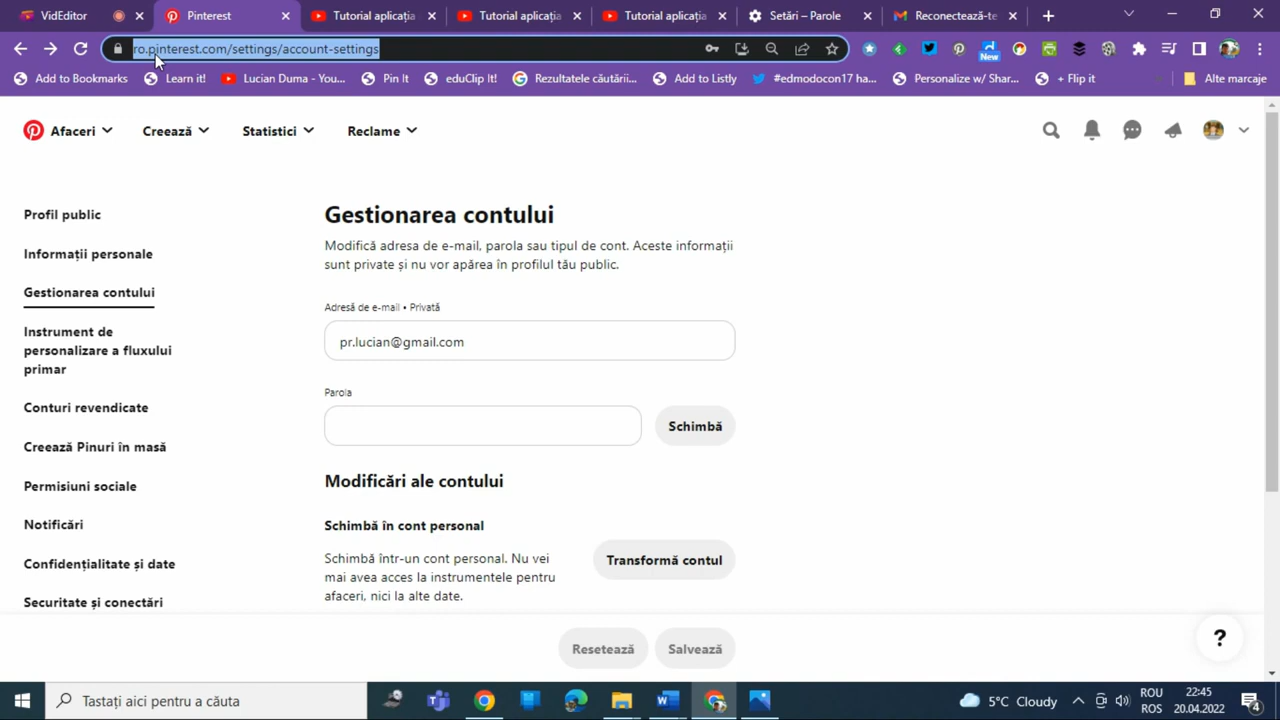 VidEditor
Pinterest
Tutorial aplicația
Tutorial aplicația
Tutorial aplicația
Setări – Parole
Reconectează-te
ro.pinterest.com/settings/account-settings
New
Add to Bookmarks
Learn it!
Lucian Duma - You...
Pin It
eduClip It!
Rezultatele căutării...
Add to Listly
#edmodocon17 ha...
Personalize w/ Shar...
+ Flip it
Alte marcaje
Afaceri
Creează
Statistici
Reclame
Profil public
Informații personale
Gestionarea contului
Instrument de
personalizare a fluxului
primar
Conturi revendicate
Creează Pinuri în masă
Permisiuni sociale
Notificări
Confidențialitate și date
Securitate și conectări
Gestionarea contului
Modifică adresa de e-mail, parola sau tipul de cont. Aceste informații
sunt private și nu vor apărea în profilul tău public.
Adresă de e-mail • Privată
pr.lucian@gmail.com
Parola
Schimbă
Modificări ale contului
Schimbă în cont personal
Schimbă într-un cont personal. Nu vei
mai avea acces la instrumentele pentru
afaceri, nici la alte date.
Transformă contul
Resetează
Salvează
?
Tastați aici pentru a căuta
5°C Cloudy
ROU
ROS
22:45
20.04.2022
4